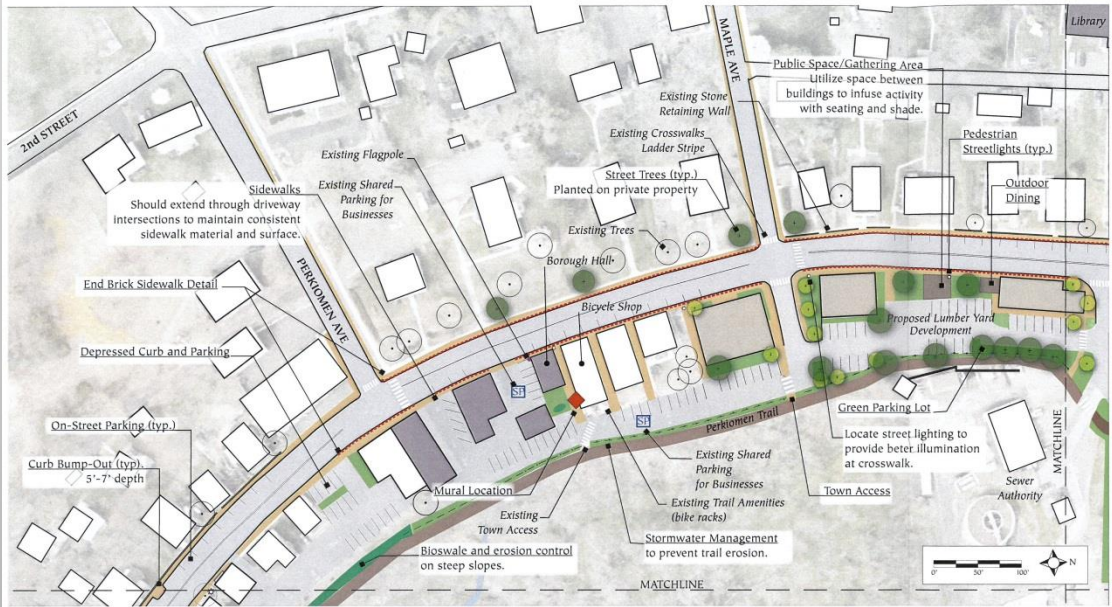 Library
MAPLE AVE
Public Space/Gathering Area
Utilize space between
buildings to infuse activity
with seating and shade.
2nd STREET
Existing Stone
Retaining Wall
Existing Crosswalks
Ladder Stripe
Pedestrian
Streetlights (typ.)
Existing Flagpole
Street Trees (typ.)
Planted on private property
Outdoor
Dining
Sidewalks
Should extend through driveway
intersections to maintain consistent
sidewalk material and surface.
Existing Shared
Parking for
Businesses
Existing Trees
Borough Hall
PERKIOMEN AVE
End Brick Sidewalk Detail
Bicycle Shop
Proposed Lumber Yard
Development
Depressed Curb and Parking
SP
SP
Perkiomen Trail
Green Parking Lot
On-Street Parking (typ.)
Locate street lighting to
provide beter illumination
at crosswalk.
MATCHLINE
Curb Bump-Out (typ).
5'-7' depth
Mural Location
Existing Shared
Parking
for Businesses
Town Access
Sewer
Authority
Existing
Town Access
Existing Trail Amenities
(bike racks)
Bioswale and erosion control
on steep slopes.
Stormwater Management
to prevent trail erosion.
N
0' 50' 100'
MATCHLINE